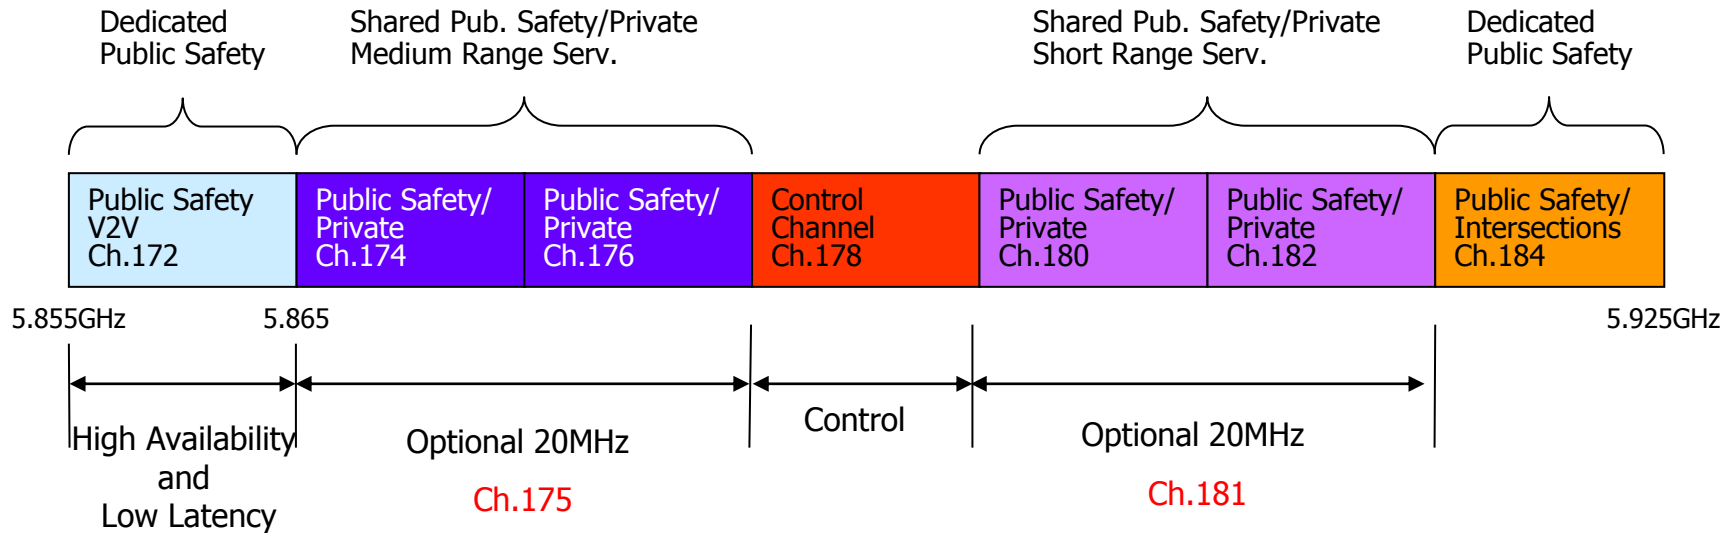 Dedicated
Public Safety
Shared Pub. Safety/Private
Medium Range Serv.
Shared Pub. Safety/Private
Short Range Serv.
Dedicated
Public Safety
Public Safety
V2V
Ch.172
Public Safety/
Private
Ch.174
Public Safety/
Private
Ch.176
Control
Channel
Ch.178
Public Safety/
Private
Ch.180
Public Safety/
Private
Ch.182
Public Safety/
Intersections
Ch.184
5.855GHz
5.865
5.925GHz
High Availability
and
Low Latency
Optional 20MHz
Ch.175
Control
Optional 20MHz
Ch.181